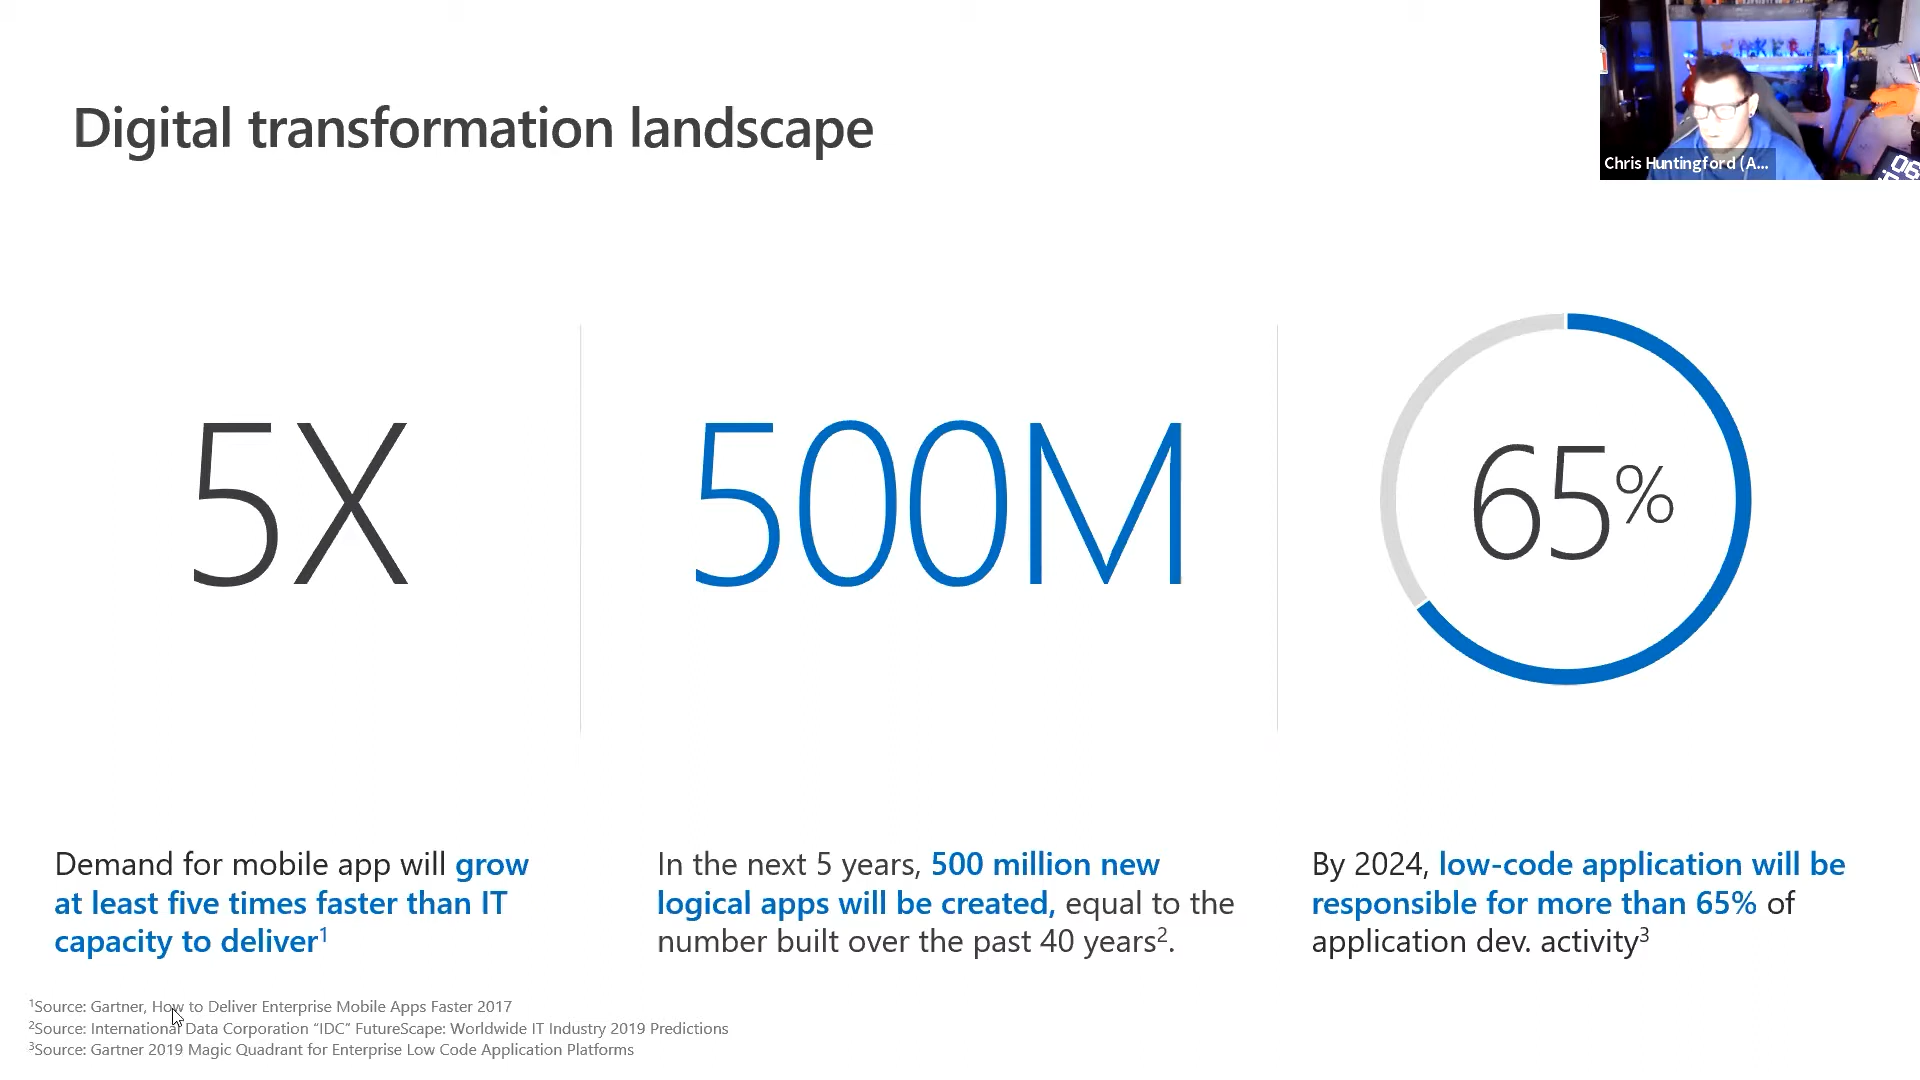 Digital transformation landscape
Chris Huntingford (A...
5X
500M
65%
Demand for mobile app will grow
at least five times faster than IT
capacity to deliver¹
In the next 5 years, 500 million new
logical apps will be created, equal to the
number built over the past 40 years².
By 2024, low-code application will be
responsible for more than 65% of
application dev. activity³
¹Source: Gartner, How to Deliver Enterprise Mobile Apps Faster 2017
²Source: International Data Corporation “IDC” FutureScape: Worldwide IT Industry 2019 Predictions
³Source: Gartner 2019 Magic Quadrant for Enterprise Low Code Application Platforms